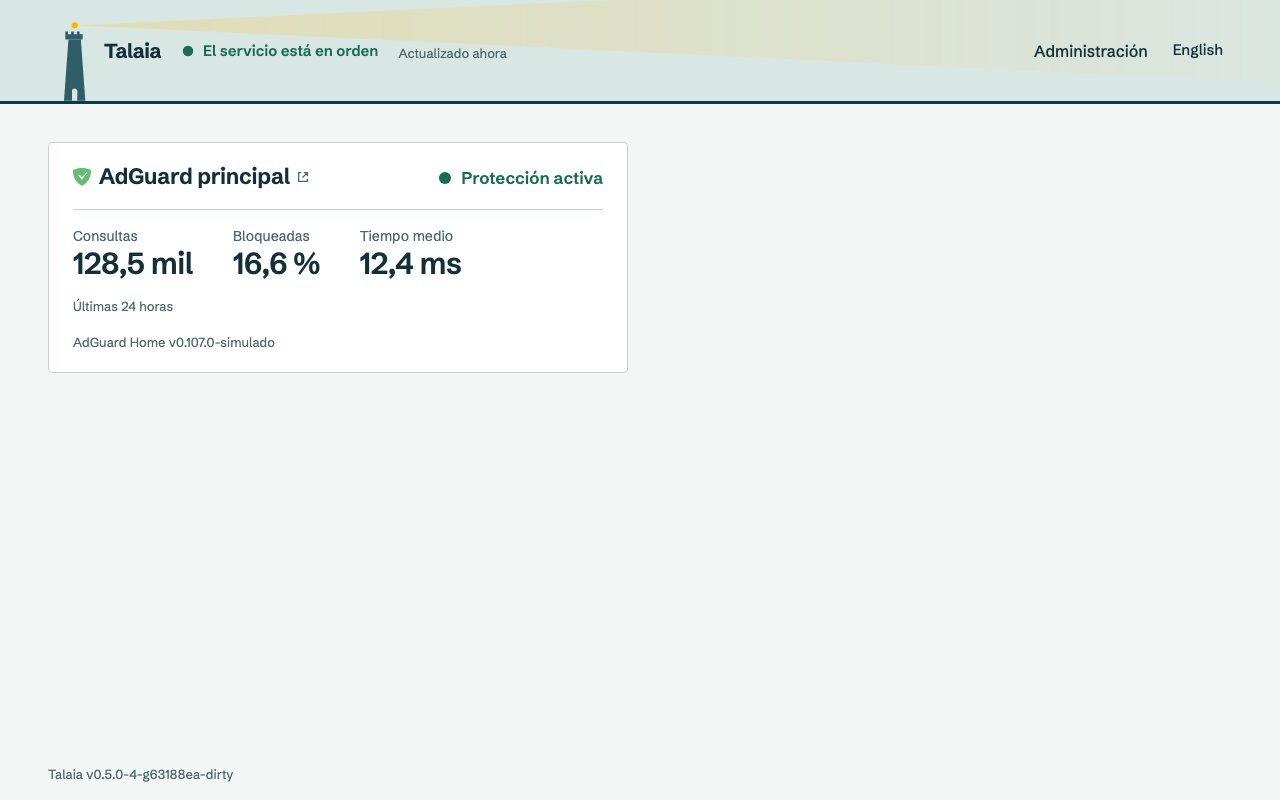 Talaia
El servicio está en orden
Actualizado ahora
Administración
English
AdGuard principal
Protección activa
Consultas
Bloqueadas
Tiempo medio
128,5 mil
16,6 %
12,4 ms
Últimas 24 horas
AdGuard Home v0.107.0-simulado
Talaia v0.5.0-4-g63188ea-dirty